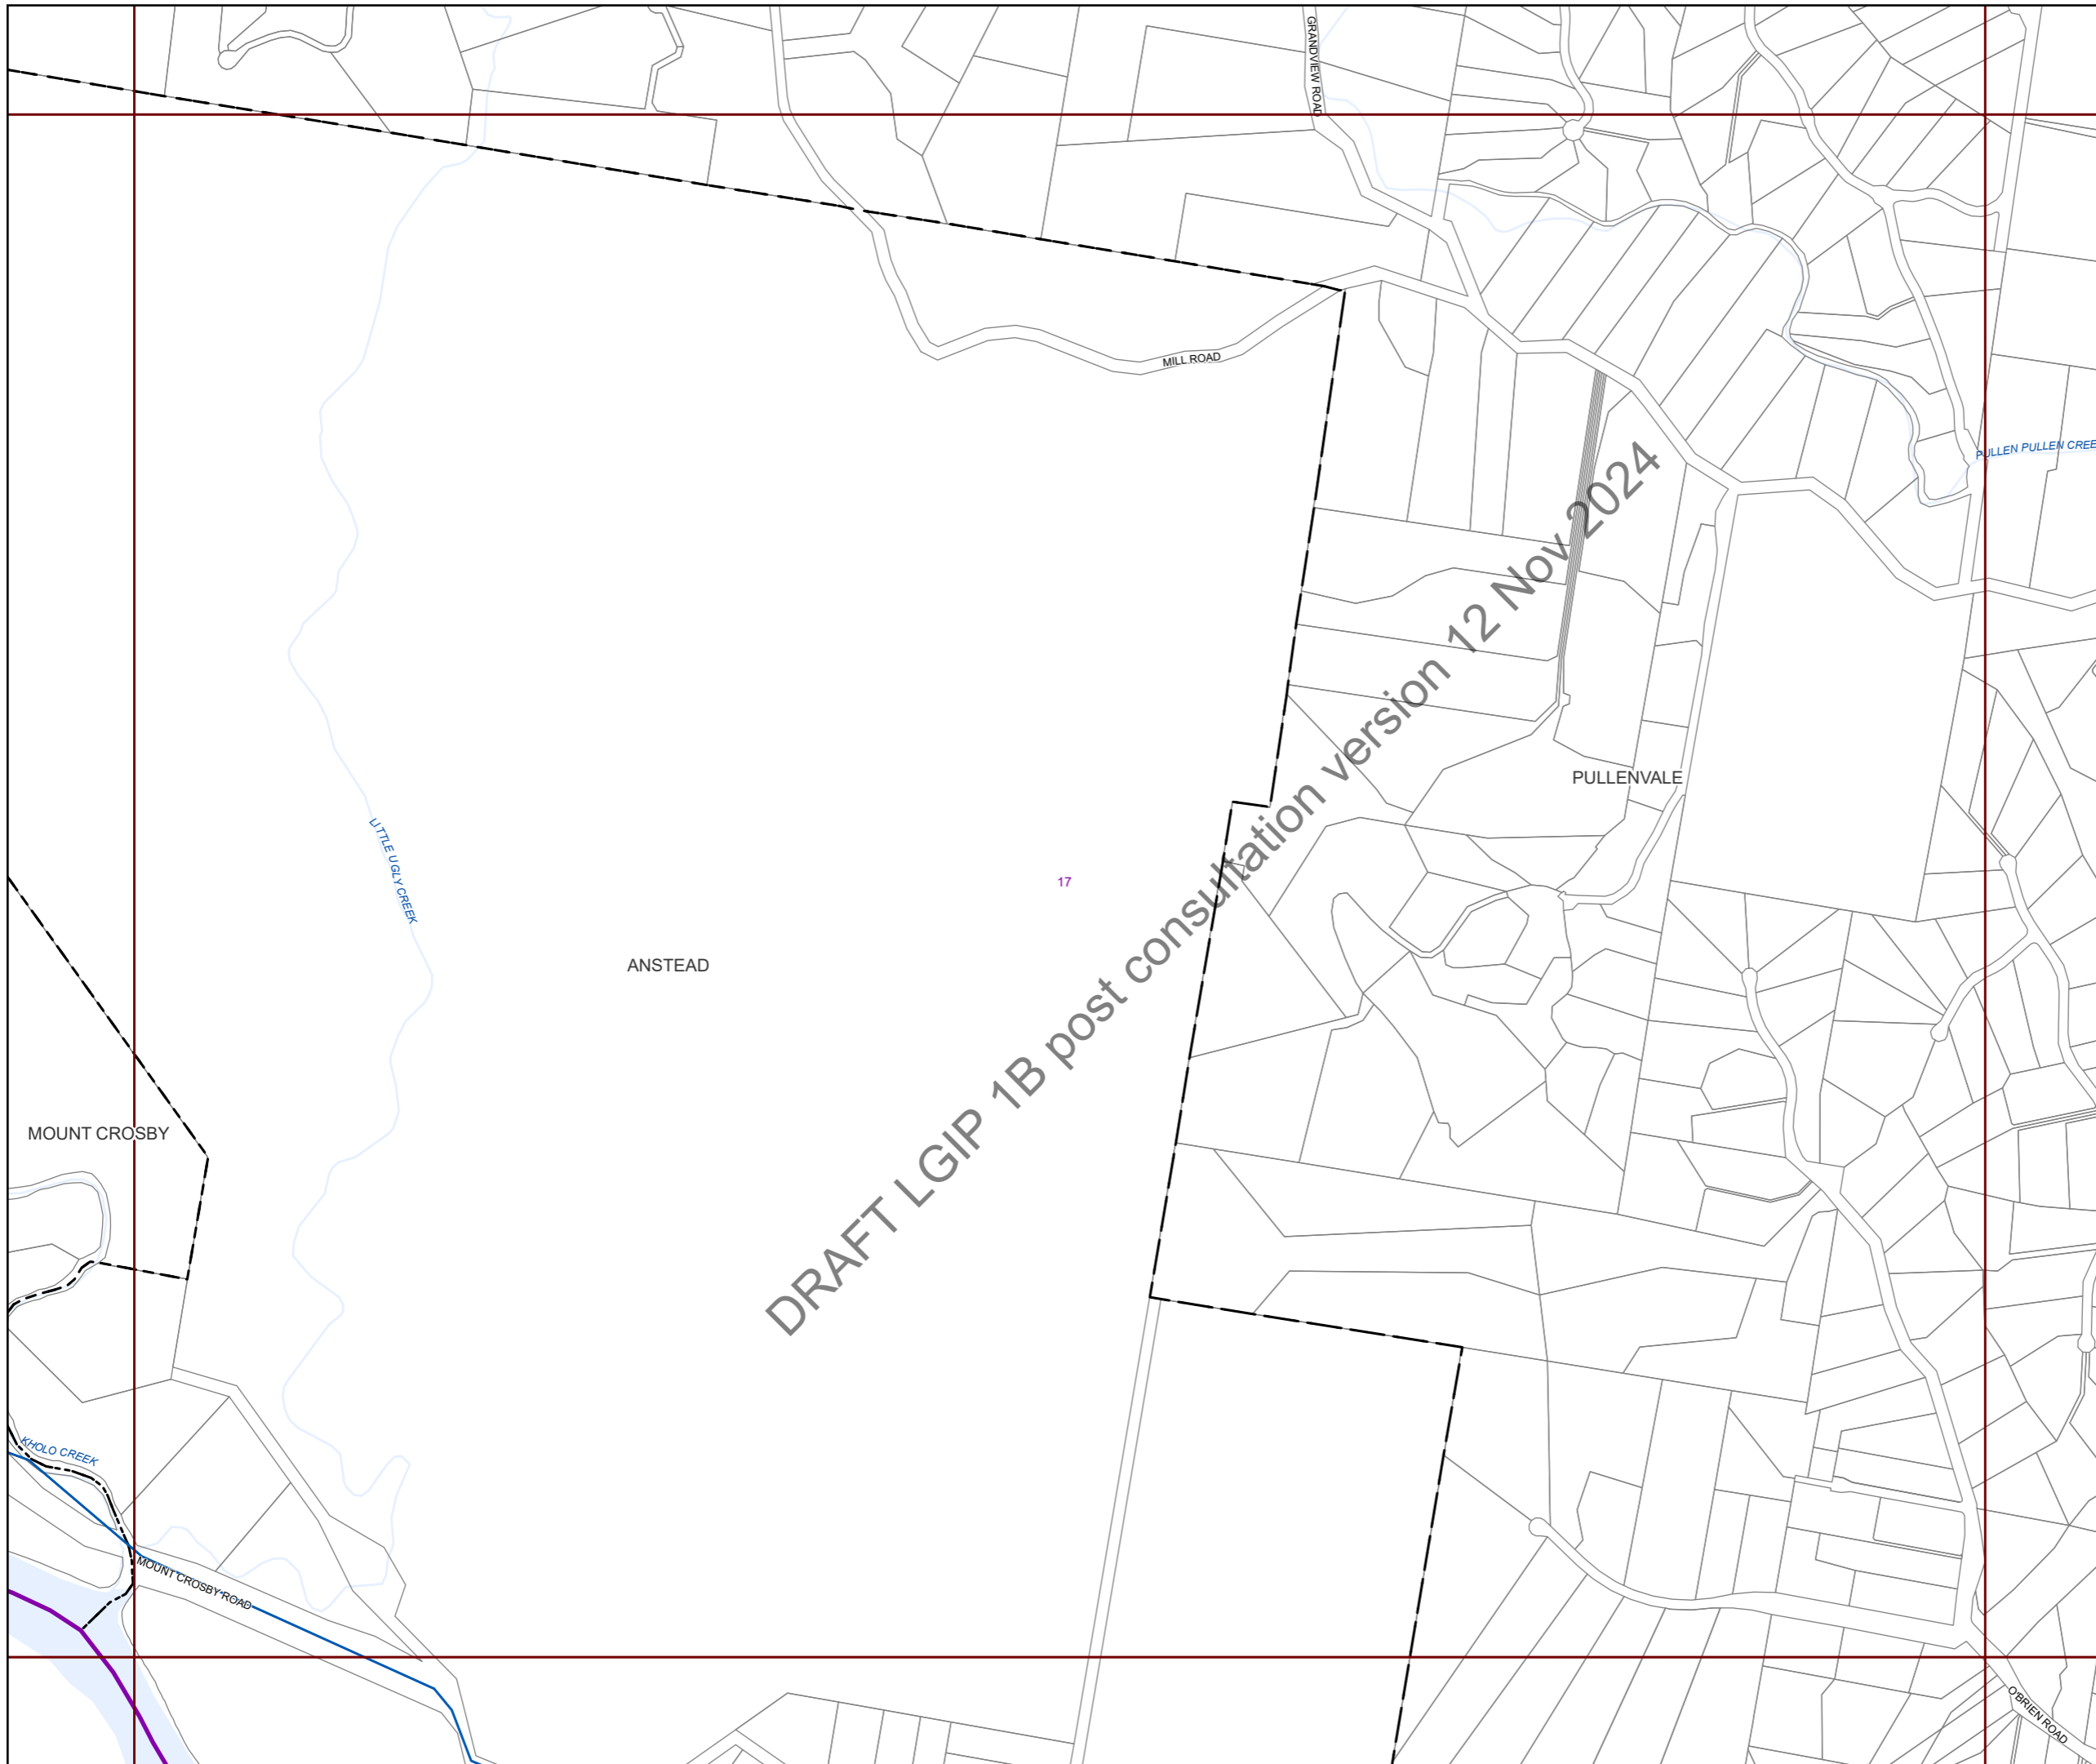 GRANDVIEW ROAD
MILL ROAD
PULLEN PULLEN CREE
DRAFT LGIP 1B post consultation version 12 Nov 2024
PULLENVALE
LITTLE UGLY CREEK
17
ANSTEAD
MOUNT CROSBY
KHOLO CREEK
MOUNT CROSBY ROAD
O'BRIEN ROAD